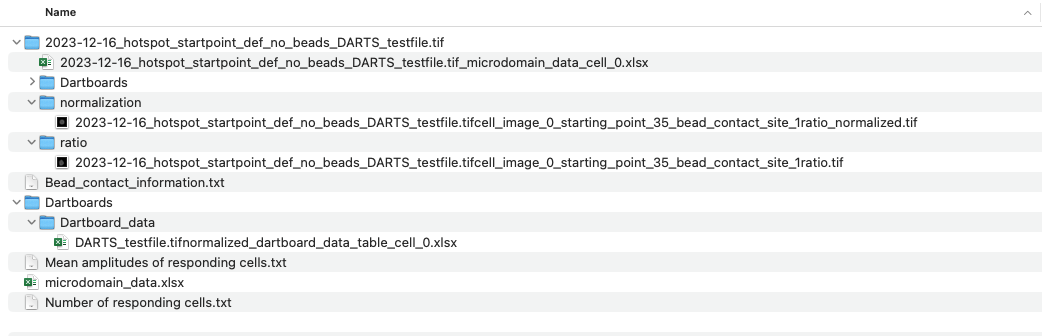 Name
2023-12-16_hotspot_startpoint_def_no_beads_DARTS_testfile.tif
2023-12-16_hotspot_startpoint_def_no_beads_DARTS_testfile.tif_microdomain_data_cell_0.xlsx
Dartboards
normalization
2023-12-16_hotspot_startpoint_def_no_beads_DARTS_testfile.tifcell_image_0_starting_point_35_bead_contact_site_1ratio_normalized.tif
ratio
2023-12-16_hotspot_startpoint_def_no_beads_DARTS_testfile.tifcell_image_0_starting_point_35_bead_contact_site_1ratio.tif
Bead_contact_information.txt
Dartboards
Dartboard_data
DARTS_testfile.tifnormalized_dartboard_data_table_cell_0.xlsx
Mean amplitudes of responding cells.txt
microdomain_data.xlsx
Number of responding cells.txt